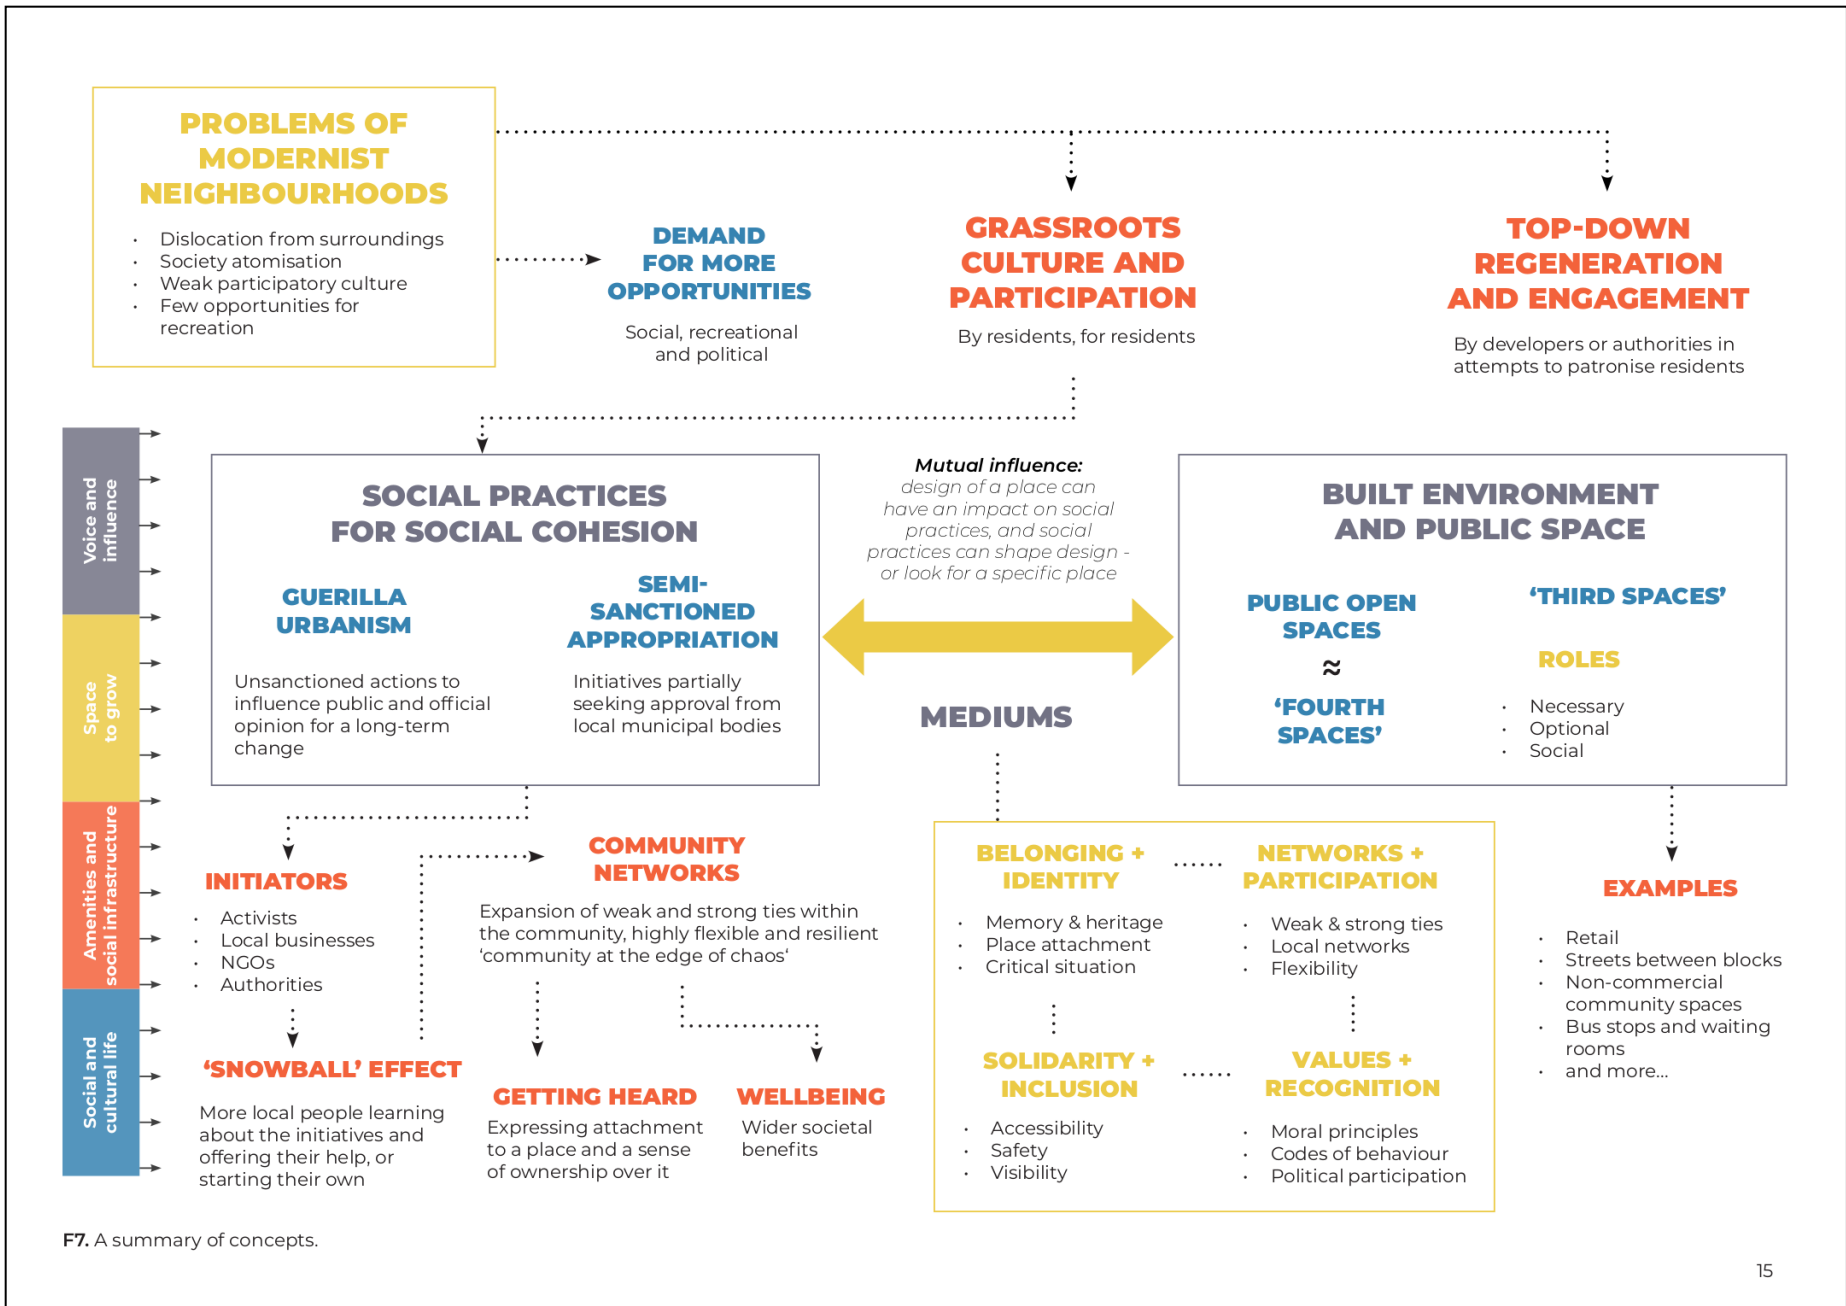 PROBLEMS OF
MODERNIST
NEIGHBOURHOODS
· Dislocation from surroundings
· Society atomisation
· Weak participatory culture
· Few opportunities for
recreation
DEMAND
FOR MORE
OPPORTUNITIES
Social, recreational
and political
GRASSROOTS
CULTURE AND
PARTICIPATION
By residents, for residents
TOP-DOWN
REGENERATION
AND ENGAGEMENT
By developers or authorities in
attempts to patronise residents
Voice and
influence
Space
to grow
Amenities and
social infrastructure
Social and
cultural life
SOCIAL PRACTICES
FOR SOCIAL COHESION
GUERILLA
URBANISM
Unsanctioned actions to
influence public and official
opinion for a long-term
change
SEMI-
SANCTIONED
APPROPRIATION
Initiatives partially
seeking approval from
local municipal bodies
Mutual influence:
design of a place can
have an impact on social
practices, and social
practices can shape design -
or look for a specific place
MEDIUMS
BUILT ENVIRONMENT
AND PUBLIC SPACE
PUBLIC OPEN
SPACES
≈
‘FOURTH
SPACES’
‘THIRD SPACES’
ROLES
· Necessary
· Optional
· Social
INITIATORS
· Activists
· Local businesses
· NGOs
· Authorities
‘SNOWBALL’ EFFECT
More local people learning
about the initiatives and
offering their help, or
starting their own
COMMUNITY
NETWORKS
Expansion of weak and strong ties within
the community, highly flexible and resilient
‘community at the edge of chaos‘
GETTING HEARD
Expressing attachment
to a place and a sense
of ownership over it
WELLBEING
Wider societal
benefits
BELONGING +
IDENTITY
· Memory & heritage
· Place attachment
· Critical situation
NETWORKS +
PARTICIPATION
· Weak & strong ties
· Local networks
· Flexibility
SOLIDARITY +
INCLUSION
· Accessibility
· Safety
· Visibility
VALUES +
RECOGNITION
· Moral principles
· Codes of behaviour
· Political participation
EXAMPLES
· Retail
· Streets between blocks
· Non-commercial
community spaces
· Bus stops and waiting
rooms
· and more...
F7. A summary of concepts.
15